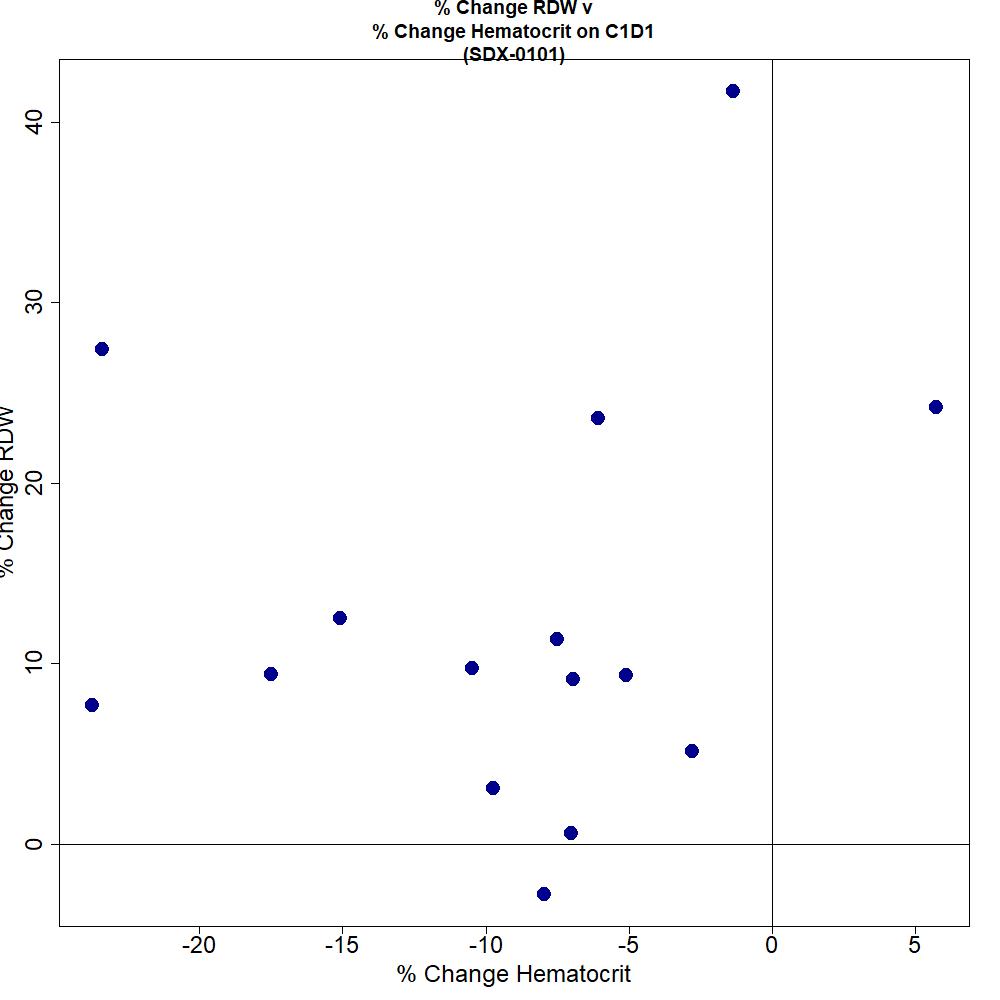 % Change RDW v
% Change Hematocrit on C1D1
(SDX-0101)
40
30
20
10
0
% Change RDW
-20
-15
-10
-5
0
5
% Change Hematocrit